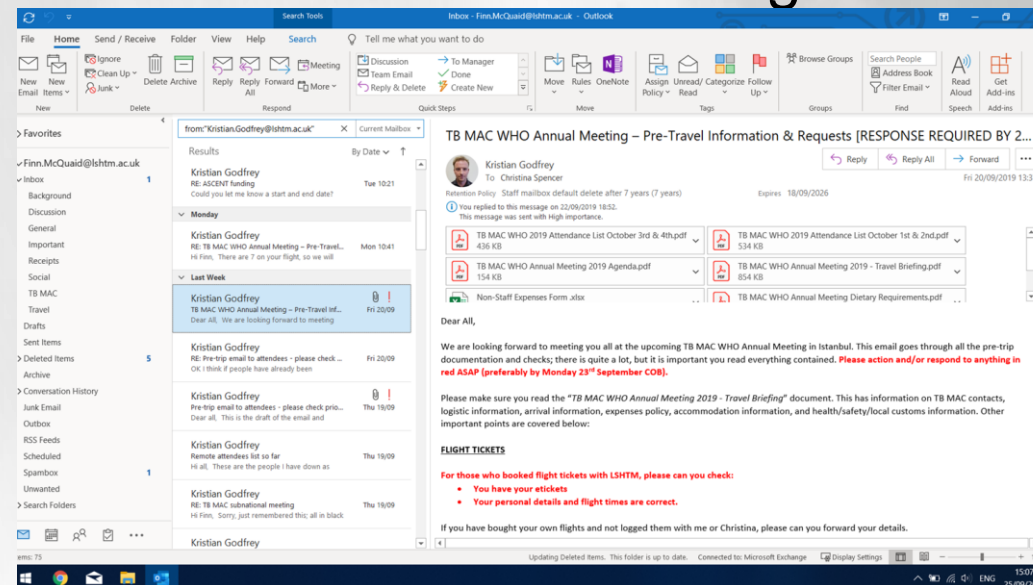 Search Tools
Inbox - Finn.McQuaid@lshtm.ac.uk - Outlook
File Home Send / Receive Folder View Help Search Tell me what you want to do
New Email
New Items
Ignore
Clean Up
Junk
Delete
Archive
Reply
Reply All
Forward
Meeting
More
Discussion
Team Email
Reply & Delete
To Manager
Done
Create New
Move
Rules
OneNote
Assign Policy
Unread/ Read
Categorize
Follow Up
Browse Groups
Search People
Address Book
Filter Email
Read Aloud
Get Add-ins
New Delete Respond Quick Steps Move Tags Groups Find Speech Add-ins
Favorites
Finn.McQuaid@lshtm.ac.uk
Inbox 1
Background
Discussion
General
Important
Receipts
Social
TB MAC
Travel
Drafts
Sent Items
Deleted Items 5
Archive
Conversation History
Junk Email
Outbox
RSS Feeds
Scheduled
Spambox 1
Unwanted
Search Folders
from:"Kristian.Godfrey@lshtm.ac.uk" X Current Mailbox
Results By Date
Kristian Godfrey
RE: ASCENT funding Tue 10:21
Could you let me know a start and end date?
Monday
Kristian Godfrey
RE: TB MAC WHO Annual Meeting – Pre-Travel... Mon 10:41
Hi Finn, There are 7 on your flight, so we will
Last Week
Kristian Godfrey
TB MAC WHO Annual Meeting – Pre-Travel Inf... Fri 20/09
Dear All, We are looking forward to meeting
Kristian Godfrey
RE: Pre-trip email to attendees - please check ... Fri 20/09
OK I think if people have already been
Kristian Godfrey
Pre-trip email to attendees - please check prio... Thu 19/09
Dear all, This is the draft of the email and
Kristian Godfrey
Remote attendees list so far Thu 19/09
Hi all, These are the people I have down as
Kristian Godfrey
RE: TB MAC subnational meeting Thu 19/09
Hi Finn, Sorry, just remembered this; all in black
Kristian Godfrey
TB MAC WHO Annual Meeting – Pre-Travel Information & Requests [RESPONSE REQUIRED BY 2...
Kristian Godfrey
To Christina Spencer
Reply Reply All Forward ...
Fri 20/09/2019 13:3
Retention Policy Staff mailbox default delete after 7 years (7 years) Expires 18/09/2026
You replied to this message on 22/09/2019 18:52.
This message was sent with High importance.
TB MAC WHO 2019 Attendance List October 3rd & 4th.pdf
436 KB
TB MAC WHO 2019 Attendance List October 1st & 2nd.pdf
534 KB
TB MAC WHO Annual Meeting 2019 Agenda.pdf
154 KB
TB MAC WHO Annual Meeting 2019 - Travel Briefing.pdf
854 KB
Non-Staff Expenses Form .xlsx
TB MAC WHO Annual Meeting Dietary Requirements.pdf
Dear All,
We are looking forward to meeting you all at the upcoming TB MAC WHO Annual Meeting in Istanbul. This email goes through all the pre-trip
documentation and checks; there is quite a lot, but it is important you read everything contained. Please action and/or respond to anything in
red ASAP (preferably by Monday 23rd September COB).
Please make sure you read the "TB MAC WHO Annual Meeting 2019 - Travel Briefing" document. This has information on TB MAC contacts,
logistic information, arrival information, expenses policy, accommodation information, and health/safety/local customs information. Other
important points are covered below:
FLIGHT TICKETS
For those who booked flight tickets with LSHTM, please can you check:
• You have your etickets
• Your personal details and flight times are correct.
If you have bought your own flights and not logged them with me or Christina, please can you forward your details.
ems: 75
Updating Deleted Items. This folder is up to date. Connected to: Microsoft Exchange Display Settings
ENG
15:07